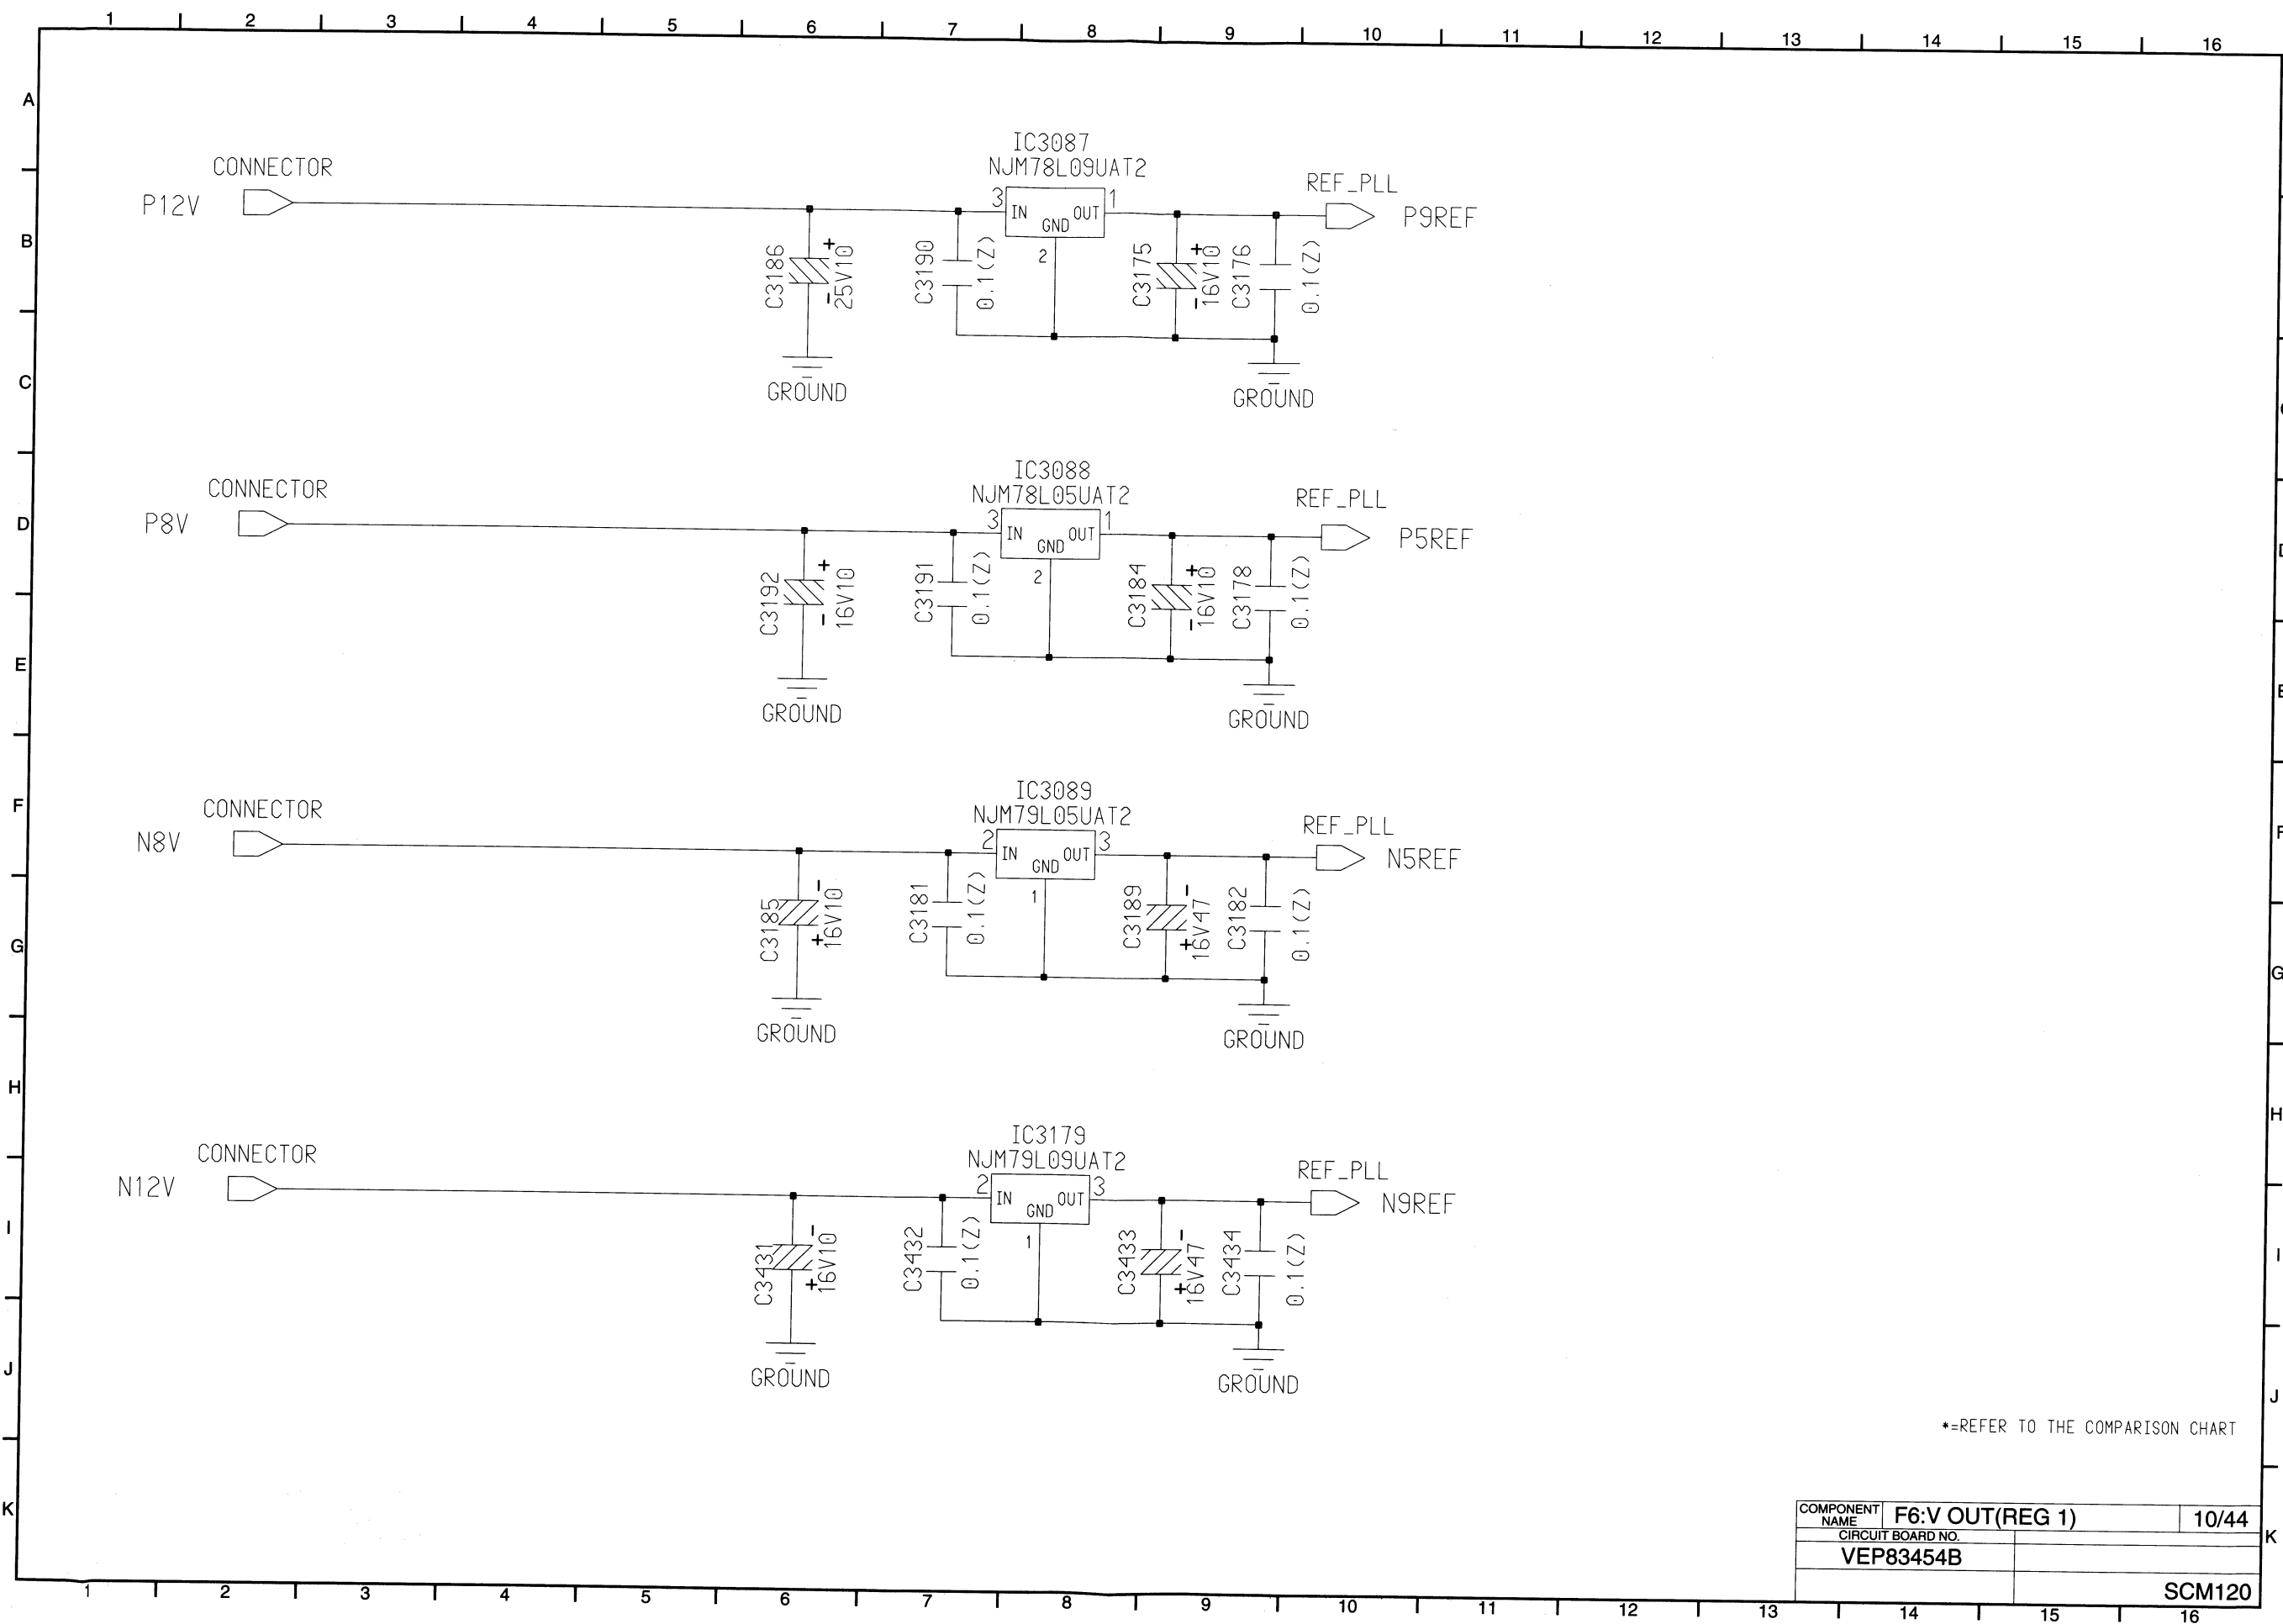 1 2 3 4 5 6 7 8 9 10 11 12 13 14 15 16
A
IC3087
NJM78L09UAT2
CONNECTOR
REF_PLL
P12V
3 IN OUT 1
GND
2
P9REF
B
C3186
+
-
25V10
C3190
0.1(Z)
C3175
+
-
16V10
C3176
0.1(Z)
C
GROUND
GROUND
IC3088
NJM78L05UAT2
CONNECTOR
REF_PLL
D
P8V
3 IN OUT 1
GND
2
P5REF
C3192
+
-
16V10
C3191
0.1(Z)
C3184
+
-
16V10
C3178
0.1(Z)
E
GROUND
GROUND
IC3089
NJM79L05UAT2
F
CONNECTOR
REF_PLL
N8V
2 IN OUT 3
GND
1
N5REF
C3185
-
+
16V10
C3181
0.1(Z)
C3189
-
+
16V47
C3182
0.1(Z)
G
G
GROUND
GROUND
H
H
IC3179
NJM79L09UAT2
CONNECTOR
REF_PLL
N12V
2 IN OUT 3
GND
1
N9REF
I
I
C3431
-
+
16V10
C3432
0.1(Z)
C3433
-
+
16V47
C3434
0.1(Z)
J
J
GROUND
GROUND
*=REFER TO THE COMPARISON CHART
K
K
COMPONENT NAME
F6:V OUT(REG 1)
10/44
CIRCUIT BOARD NO.
VEP83454B
SCM120
1 2 3 4 5 6 7 8 9 10 11 12 13 14 15 16